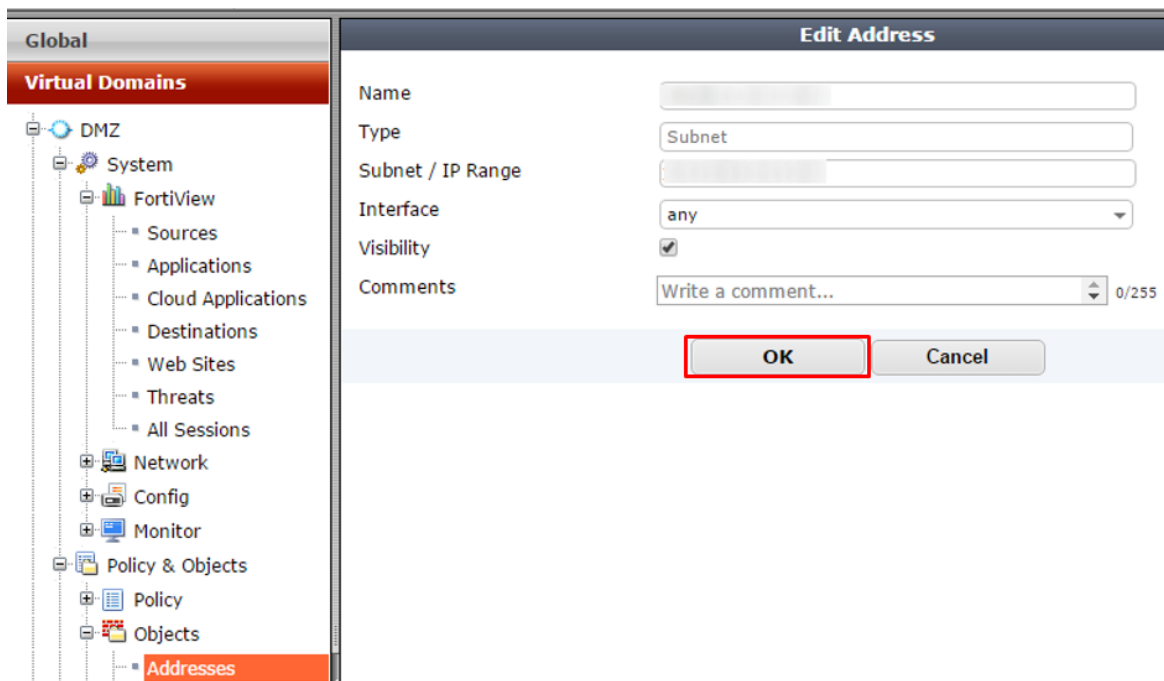 Global
Virtual Domains
DMZ
System
FortiView
Sources
Applications
Cloud Applications
Destinations
Web Sites
Threats
All Sessions
Network
Config
Monitor
Policy & Objects
Policy
Objects
Addresses
Edit Address
Name
Type Subnet
Subnet / IP Range
Interface any
Visibility
Comments Write a comment... 0/255
OK Cancel